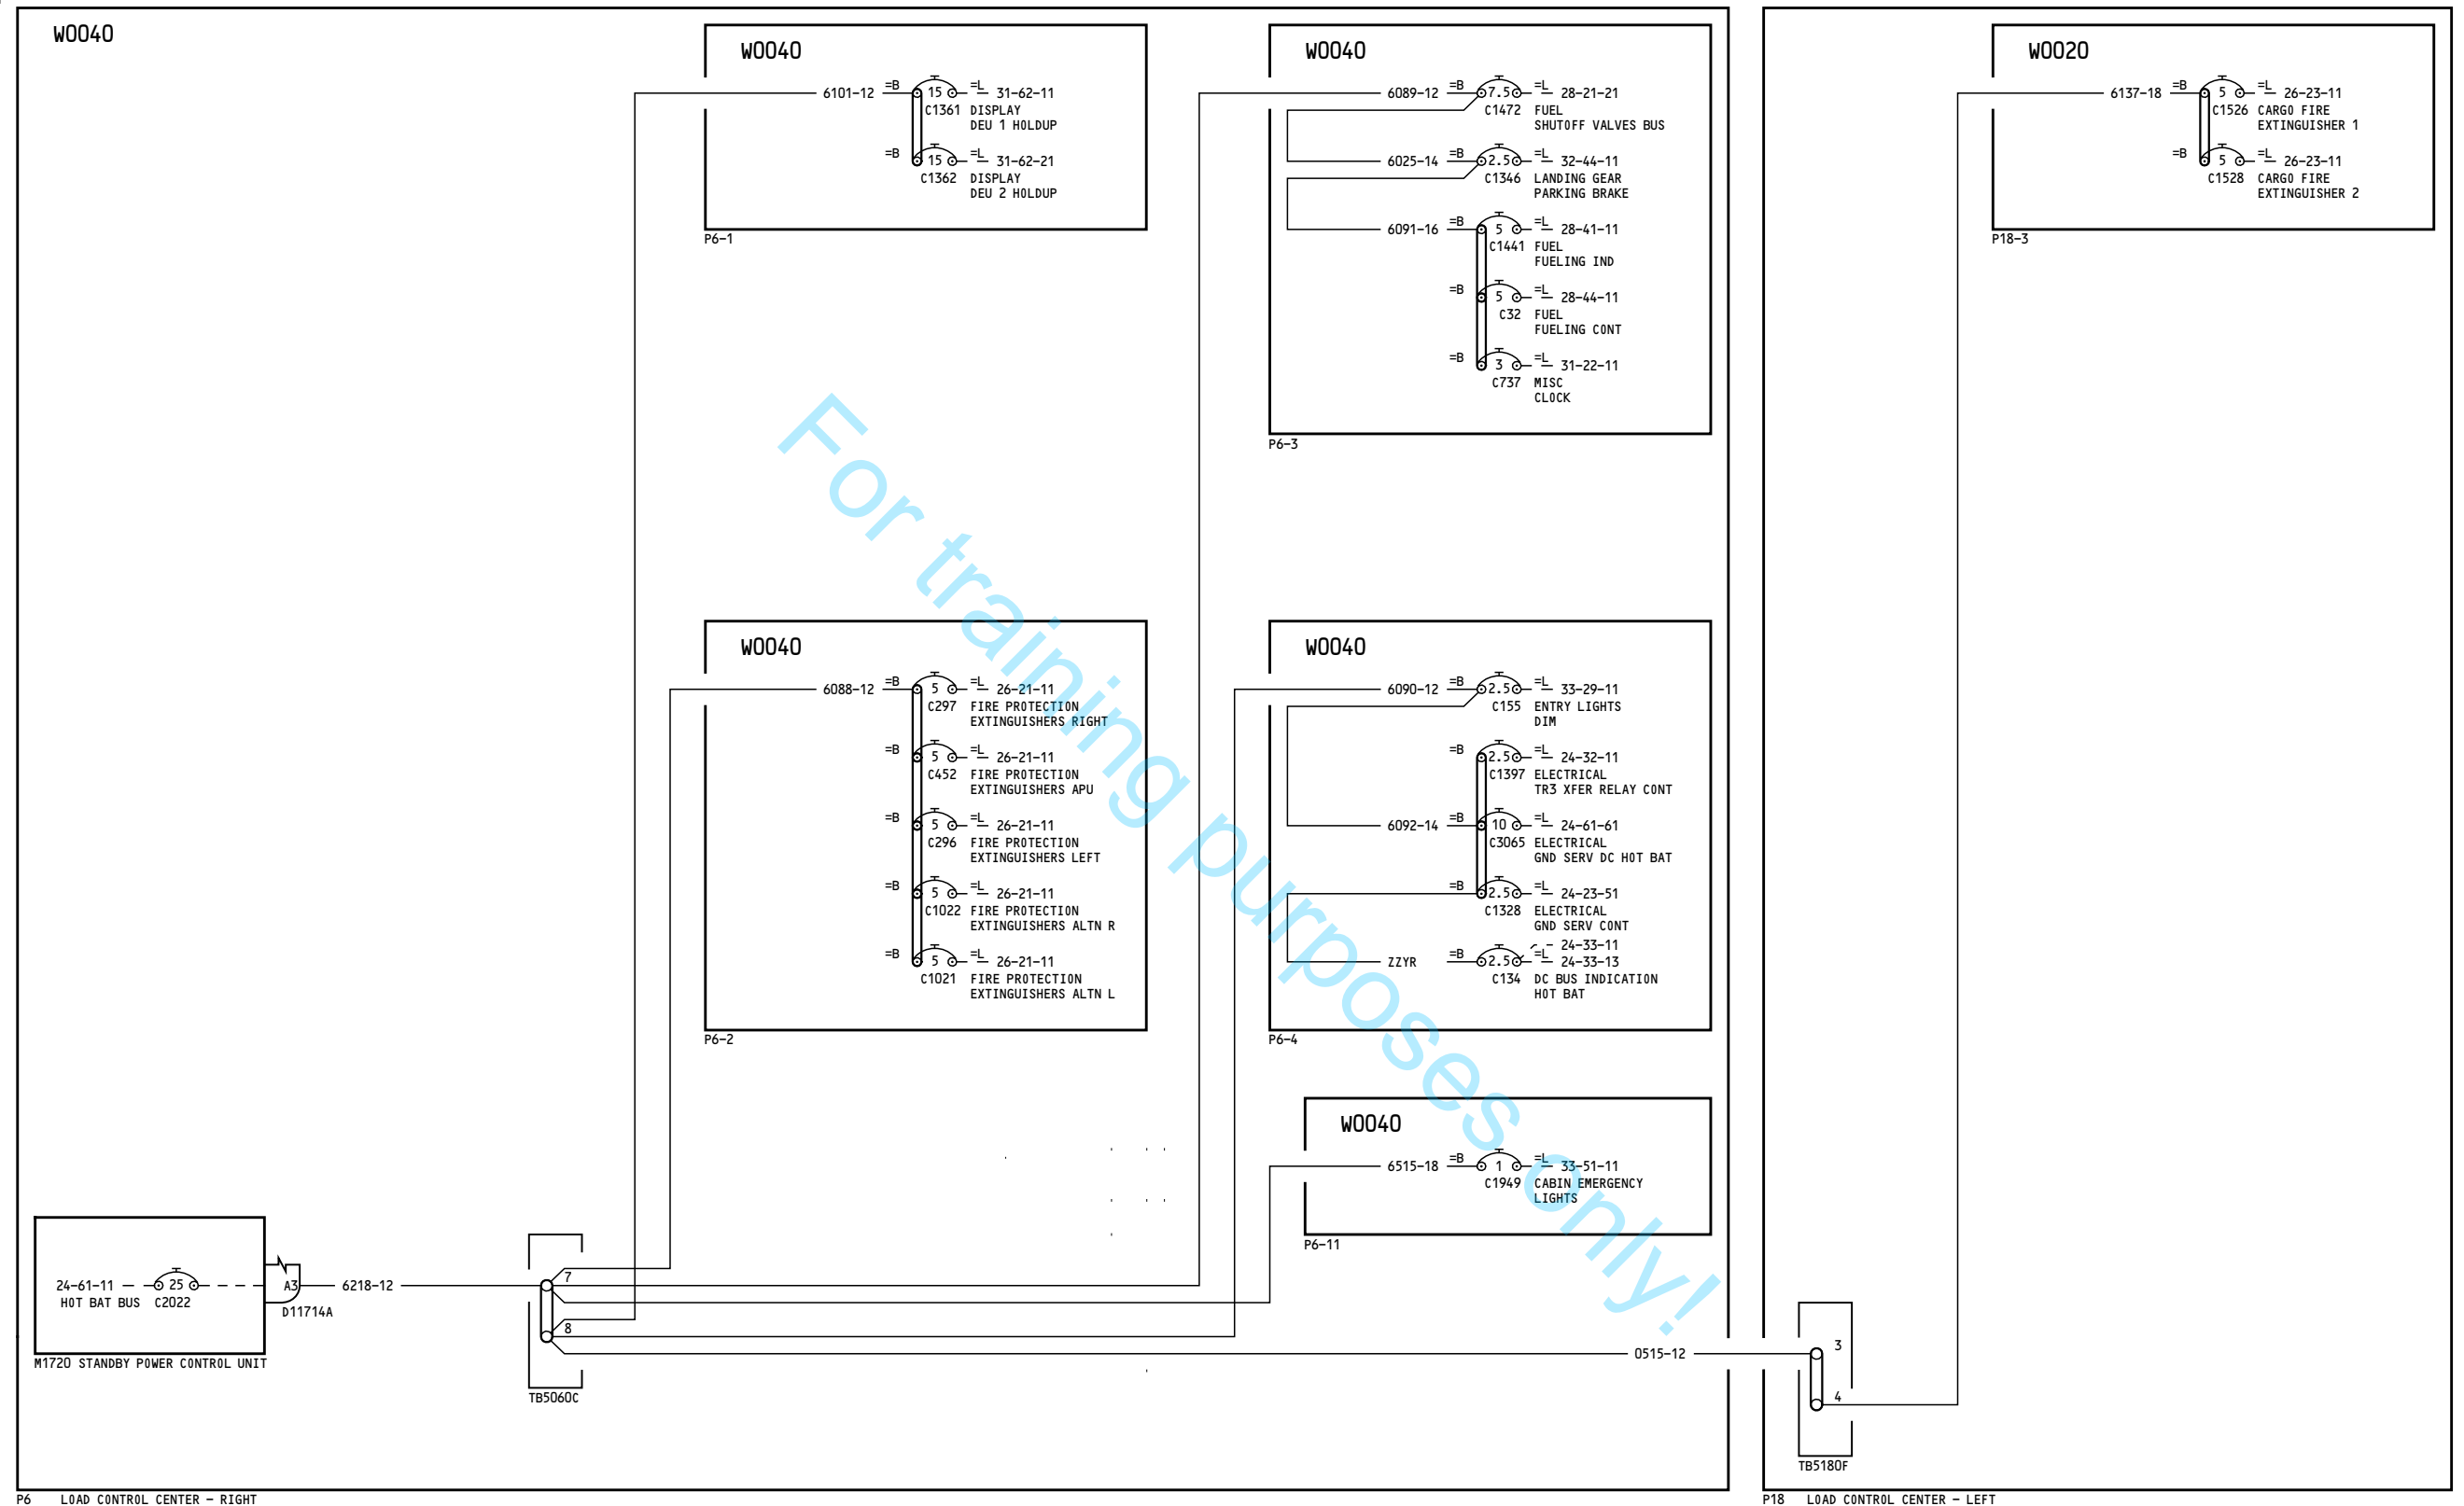 W0040
W0040
6101-12 =B 15 =L 31-62-11
C1361 DISPLAY
DEU 1 HOLDUP
=B 15 =L 31-62-21
C1362 DISPLAY
DEU 2 HOLDUP
P6-1
W0040
6089-12 =B 7.5 =L 28-21-21
C1472 FUEL
SHUTOFF VALVES BUS
6025-14 =B 2.5 =L 32-44-11
C1346 LANDING GEAR
PARKING BRAKE
6091-16 =B 5 =L 28-41-11
C1441 FUEL
FUELING IND
=B 5 =L 28-44-11
C32 FUEL
FUELING CONT
=B 3 =L 31-22-11
C737 MISC
CLOCK
P6-3
W0020
6137-18 =B 5 =L 26-23-11
C1526 CARGO FIRE
EXTINGUISHER 1
=B 5 =L 26-23-11
C1528 CARGO FIRE
EXTINGUISHER 2
P18-3
W0040
6088-12 =B 5 =L 26-21-11
C297 FIRE PROTECTION
EXTINGUISHERS RIGHT
=B 5 =L 26-21-11
C452 FIRE PROTECTION
EXTINGUISHERS APU
=B 5 =L 26-21-11
C296 FIRE PROTECTION
EXTINGUISHERS LEFT
=B 5 =L 26-21-11
C1022 FIRE PROTECTION
EXTINGUISHERS ALTN R
=B 5 =L 26-21-11
C1021 FIRE PROTECTION
EXTINGUISHERS ALTN L
P6-2
W0040
6090-12 =B 2.5 =L 33-29-11
C155 ENTRY LIGHTS
DIM
=B 2.5 =L 24-32-11
C1397 ELECTRICAL
TR3 XFER RELAY CONT
6092-14 =B 10 =L 24-61-61
C3065 ELECTRICAL
GND SERV DC HOT BAT
=B 2.5 =L 24-23-51
C1328 ELECTRICAL
GND SERV CONT
24-33-11
ZZYR =B 2.5 =L 24-33-13
C134 DC BUS INDICATION
HOT BAT
P6-4
W0040
6515-18 =B 1 =L 33-51-11
C1949 CABIN EMERGENCY
LIGHTS
P6-11
24-61-11 25 A3 6218-12
HOT BAT BUS C2022
D11714A
M1720 STANDBY POWER CONTROL UNIT
7
8
TB5060C
0515-12
3
4
TB5180F
P6 LOAD CONTROL CENTER - RIGHT
P18 LOAD CONTROL CENTER - LEFT
For training purposes only!